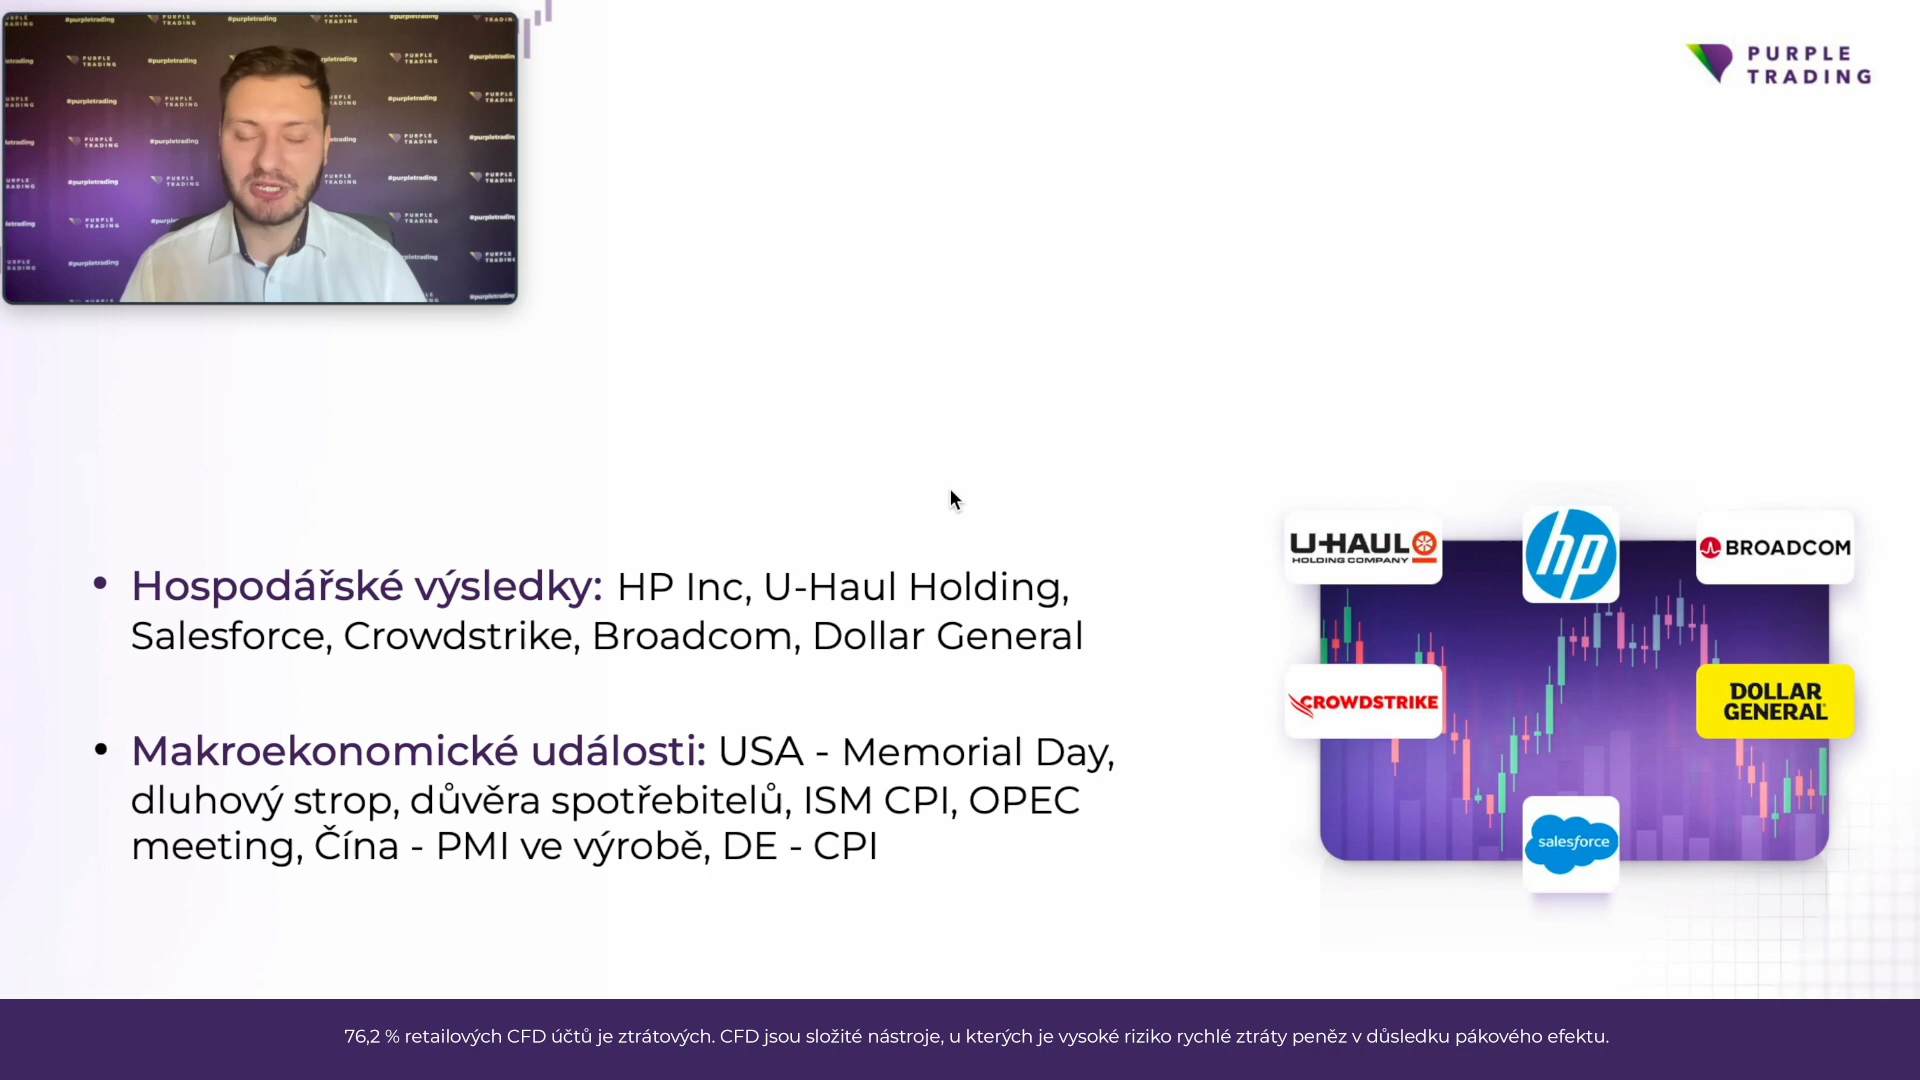 PURPLE
TRADING
#purpletrading
Hospodářské výsledky: HP Inc, U-Haul Holding,
Salesforce, Crowdstrike, Broadcom, Dollar General
Makroekonomické události: USA - Memorial Day,
dluhový strop, důvěra spotřebitelů, ISM CPI, OPEC
meeting, Čína - PMI ve výrobě, DE - CPI
U-HAUL
HOLDING COMPANY
hp
BROADCOM
CROWDSTRIKE
DOLLAR
GENERAL
salesforce
76,2 % retailových CFD účtů je ztrátových. CFD jsou složité nástroje, u kterých je vysoké riziko rychlé ztráty peněz v důsledku pákového efektu.